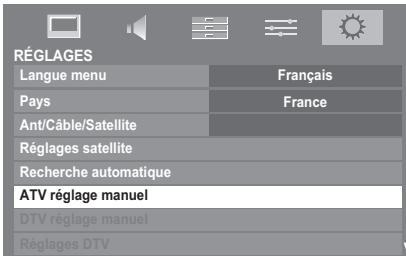 RÉGLAGES
Langue menu Français
Pays France
Ant/Câble/Satellite
Réglages satellite
Recherche automatique
ATV réglage manuel
DTV réglage manuel
Réglages DTV